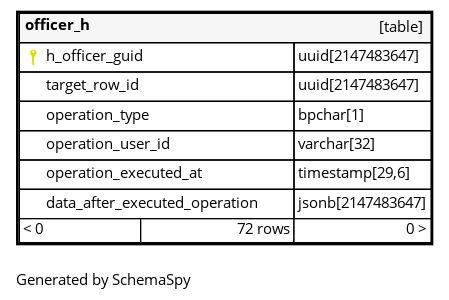 officer_h [table]
h_officer_guid uuid[2147483647]
target_row_id uuid[2147483647]
operation_type bpchar[1]
operation_user_id varchar[32]
operation_executed_at timestamp[29,6]
data_after_executed_operation jsonb[2147483647]
< 0 72 rows 0 >
Generated by SchemaSpy